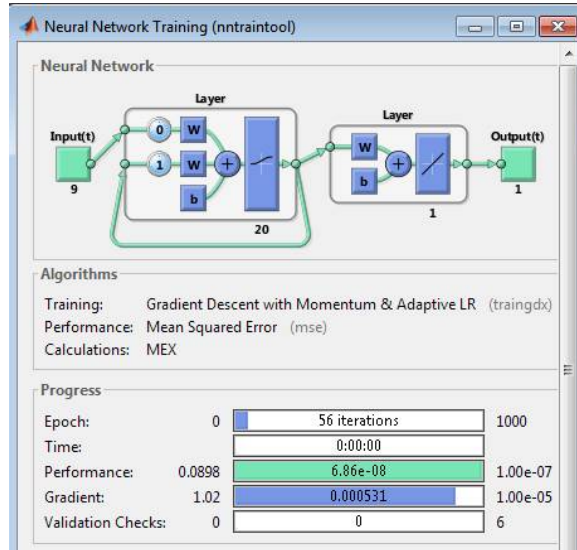 Neural Network Training (nntraintool)
Neural Network
Layer
Layer
Input(t)
0
W
1
W
b
+
9
20
W
b
+
1
Output(t)
1
Algorithms
Training: Gradient Descent with Momentum & Adaptive LR (traingdx)
Performance: Mean Squared Error (mse)
Calculations: MEX
Progress
Epoch: 0 56 iterations 1000
Time: 0:00:00
Performance: 0.0898 6.86e-08 1.00e-07
Gradient: 1.02 0.000531 1.00e-05
Validation Checks: 0 0 6